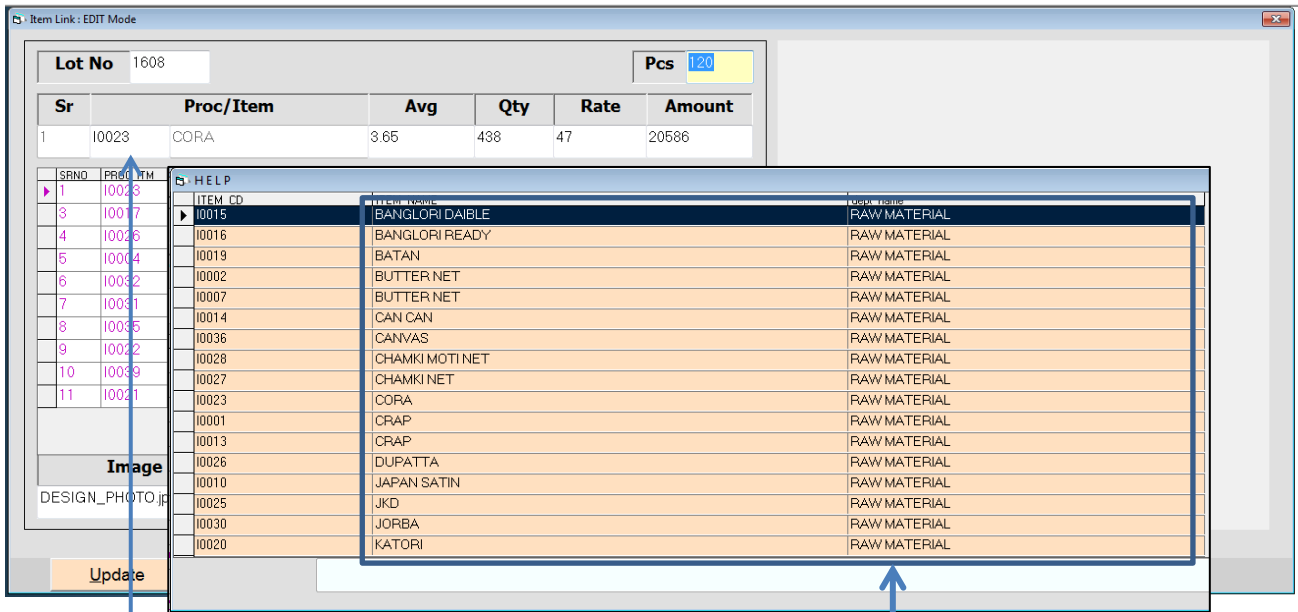 Item Link : EDIT Mode
Lot No 1608 Pcs 120
Sr Proc/Item Avg Qty Rate Amount
1 I0023 CORA 3.65 438 47 20586
SRNO PROC ITM
1 I0023
3 I0017
4 I0026
5 I0004
6 I0032
7 I0031
8 I0035
9 I0022
10 I0039
11 I0021
Image
DESIGN_PHOTO.jp
Update
HELP
ITEM_CD ITEM_NAME dept_name
I0015 BANGLORI DAIBLE RAW MATERIAL
I0016 BANGLORI READY RAW MATERIAL
I0019 BATAN RAW MATERIAL
I0002 BUTTER NET RAW MATERIAL
I0007 BUTTER NET RAW MATERIAL
I0014 CAN CAN RAW MATERIAL
I0036 CANVAS RAW MATERIAL
I0028 CHAMKI MOTI NET RAW MATERIAL
I0027 CHAMKI NET RAW MATERIAL
I0023 CORA RAW MATERIAL
I0001 CRAP RAW MATERIAL
I0013 CRAP RAW MATERIAL
I0026 DUPATTA RAW MATERIAL
I0010 JAPAN SATIN RAW MATERIAL
I0025 JKD RAW MATERIAL
I0030 JORBA RAW MATERIAL
I0020 KATORI RAW MATERIAL